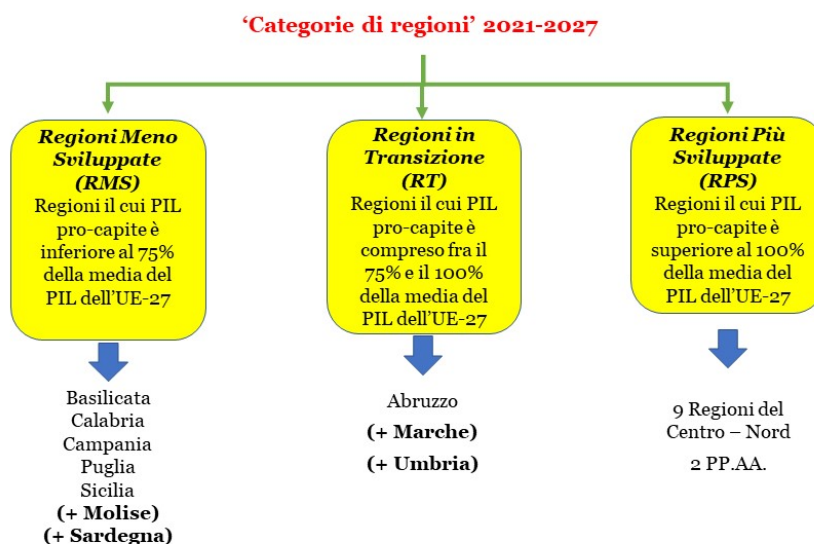 ‘Categorie di regioni’ 2021-2027
Regioni Meno
Sviluppate
(RMS)
Regioni il cui PIL
pro-capite è
inferiore al 75%
della media del
PIL dell’UE-27
Regioni in
Transizione
(RT)
Regioni il cui PIL
pro-capite è
compreso fra il
75% e il 100%
della media del
PIL dell’UE-27
Regioni Più
Sviluppate
(RPS)
Regioni il cui PIL
pro-capite è
superiore al 100%
della media del
PIL dell’UE-27
Basilicata
Calabria
Campania
Puglia
Sicilia
(+ Molise)
(+ Sardegna)
Abruzzo
(+ Marche)
(+ Umbria)
9 Regioni del
Centro – Nord
2 PP.AA.